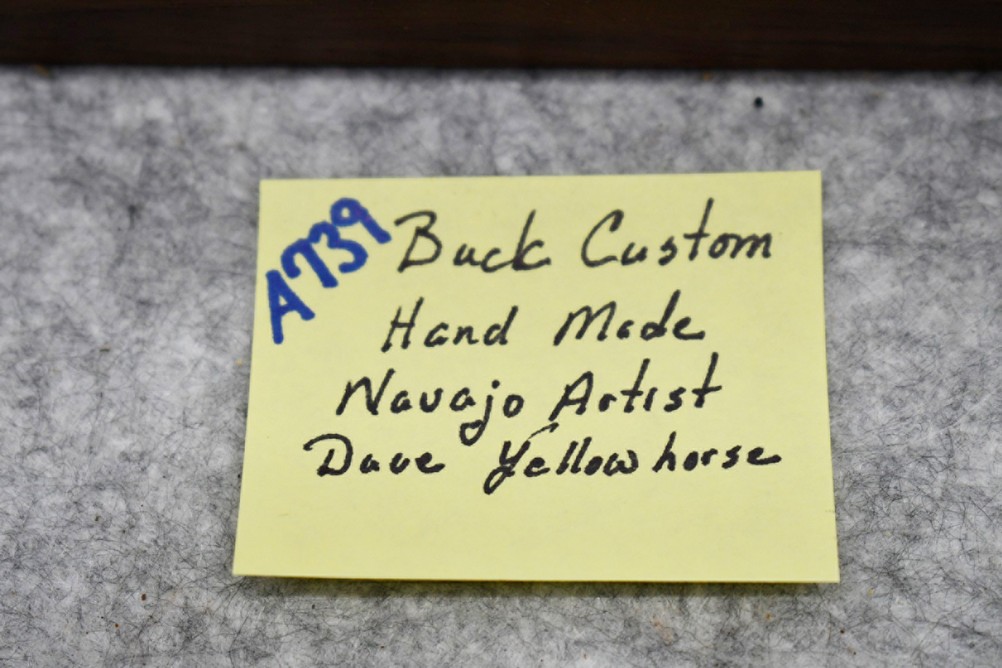 A739
Buck Custom
Hand Made
Navajo Artist
Dave Yellowhorse